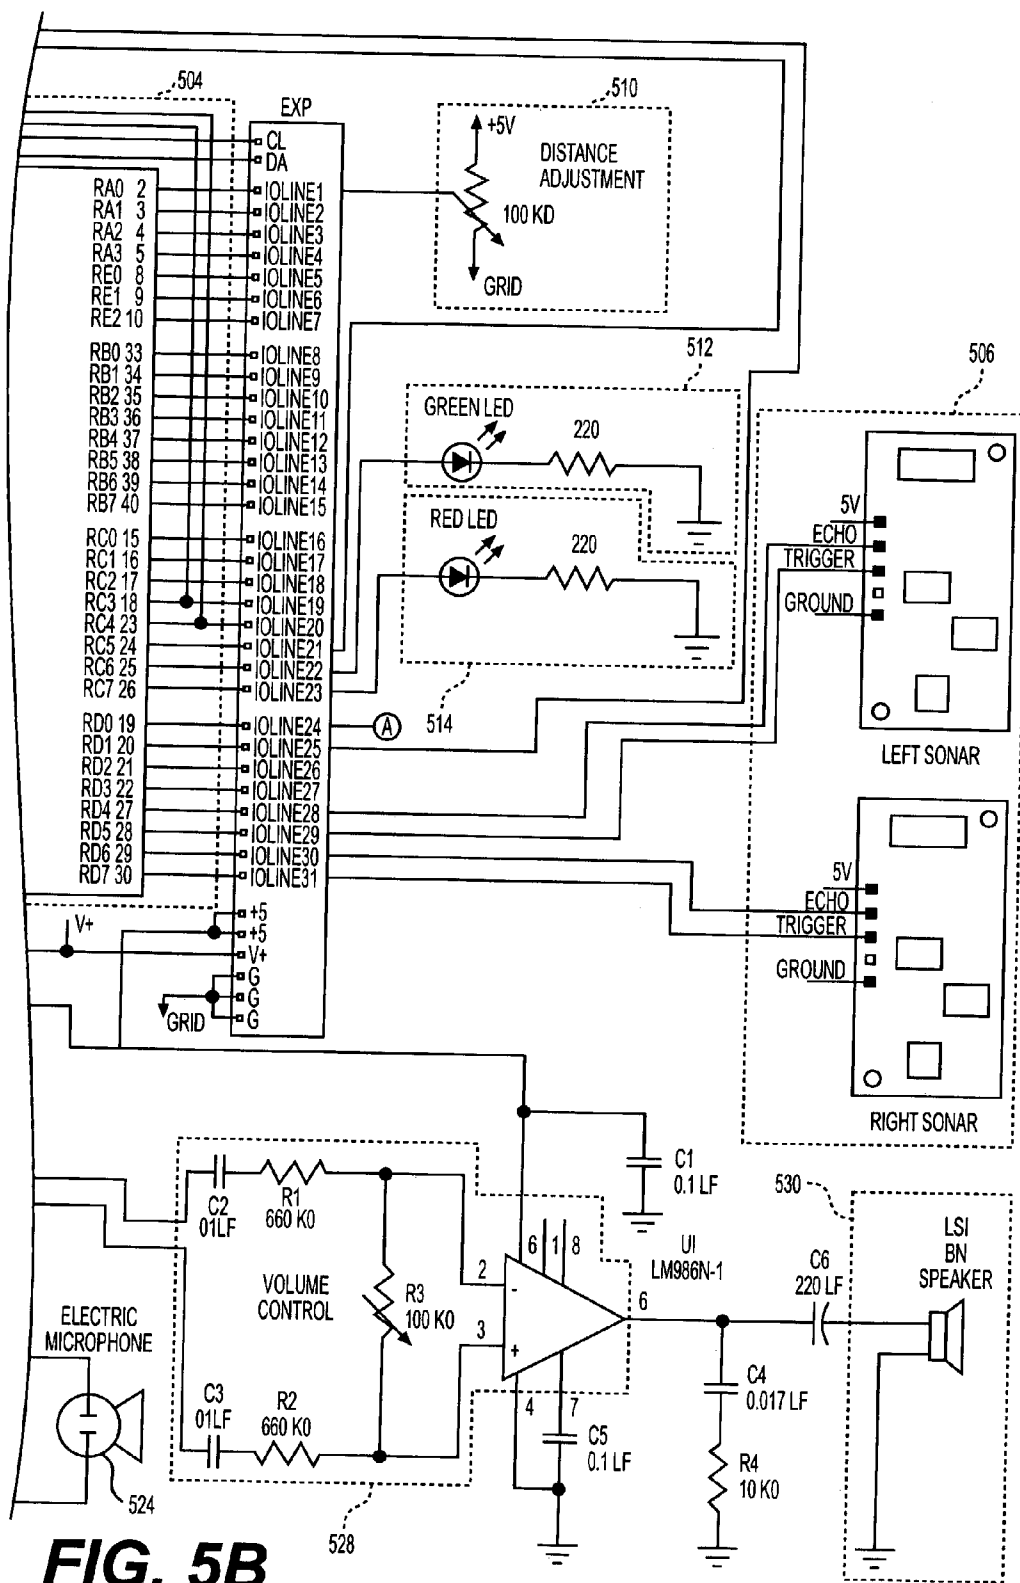 504
EXP
510
CL
DA
+5V
DISTANCE
ADJUSTMENT
100 KD
GRID
RA0 2
IOLINE1
RA1 3
IOLINE2
RA2 4
IOLINE3
RA3 5
IOLINE4
RE0 8
IOLINE5
RE1 9
IOLINE6
RE2 10
IOLINE7
RB0 33
IOLINE8
RB1 34
IOLINE9
RB2 35
IOLINE10
RB3 36
IOLINE11
RB4 37
IOLINE12
RB5 38
IOLINE13
RB6 39
IOLINE14
RB7 40
IOLINE15
RC0 15
IOLINE16
RC1 16
IOLINE17
RC2 17
IOLINE18
RC3 18
IOLINE19
RC4 23
IOLINE20
RC5 24
IOLINE21
RC6 25
IOLINE22
RC7 26
IOLINE23
RD0 19
IOLINE24
A
RD1 20
IOLINE25
RD2 21
IOLINE26
RD3 22
IOLINE27
RD4 27
IOLINE28
RD5 28
IOLINE29
RD6 29
IOLINE30
RD7 30
IOLINE31
+5
+5
V+
V+
G
G
G
GRID
512
GREEN LED
220
RED LED
220
514
506
5V
ECHO
TRIGGER
GROUND
LEFT SONAR
5V
ECHO
TRIGGER
GROUND
RIGHT SONAR
C1
0.1 LF
C2
01LF
R1
660 K0
VOLUME
CONTROL
R3
100 K0
C3
01LF
R2
660 K0
2
-
3
+
6
1
8
4
7
UI
LM986N-1
6
C5
0.1 LF
C4
0.017 LF
R4
10 K0
C6
220 LF
530
LSI
BN
SPEAKER
ELECTRIC
MICROPHONE
524
528
FIG. 5B